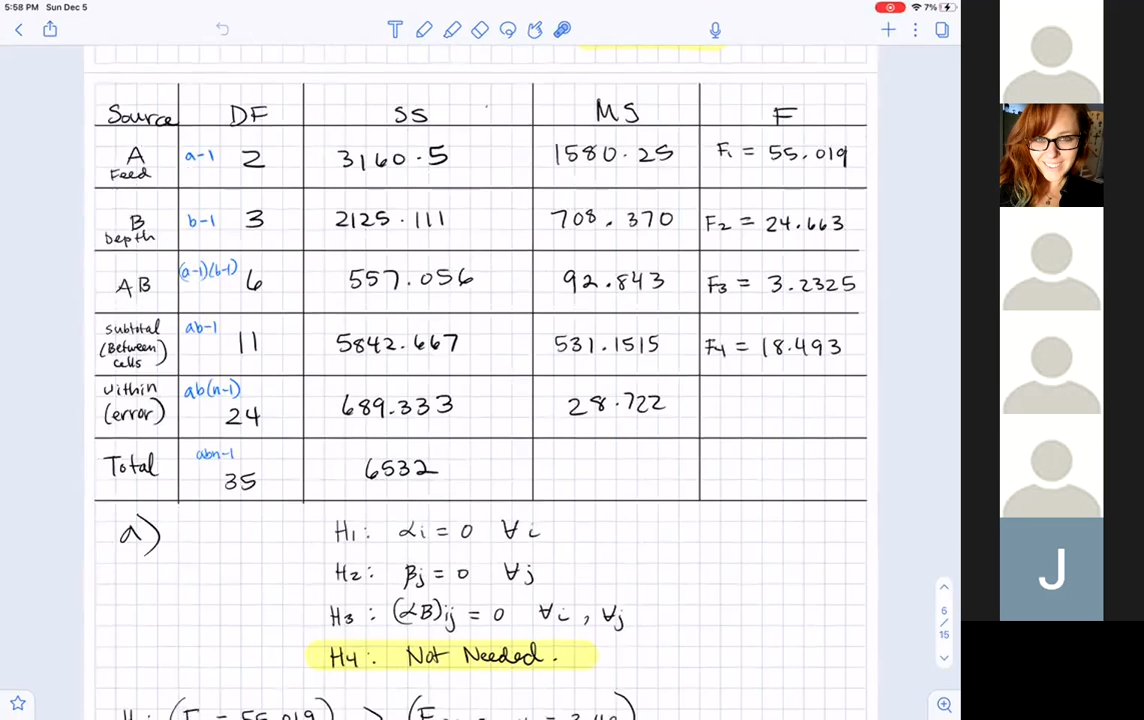 5:58 PM Sun Dec 5
7%
Source DF SS MS F
A Feed a-1 2 3160.5 1580.25 F1 = 55.019
B Depth b-1 3 2125.111 708.370 F2 = 24.663
AB (a-1)(b-1) 6 557.056 92.843 F3 = 3.2325
Subtotal (Between cells) ab-1 11 5842.667 531.1515 F4 = 18.493
Within (error) ab(n-1) 24 689.333 28.722
Total abn-1 35 6532
a) H1: αi = 0 ∀i
H2: βj = 0 ∀j
H3: (αB)ij = 0 ∀i, ∀j
H4: Not Needed.
6
/
15
J